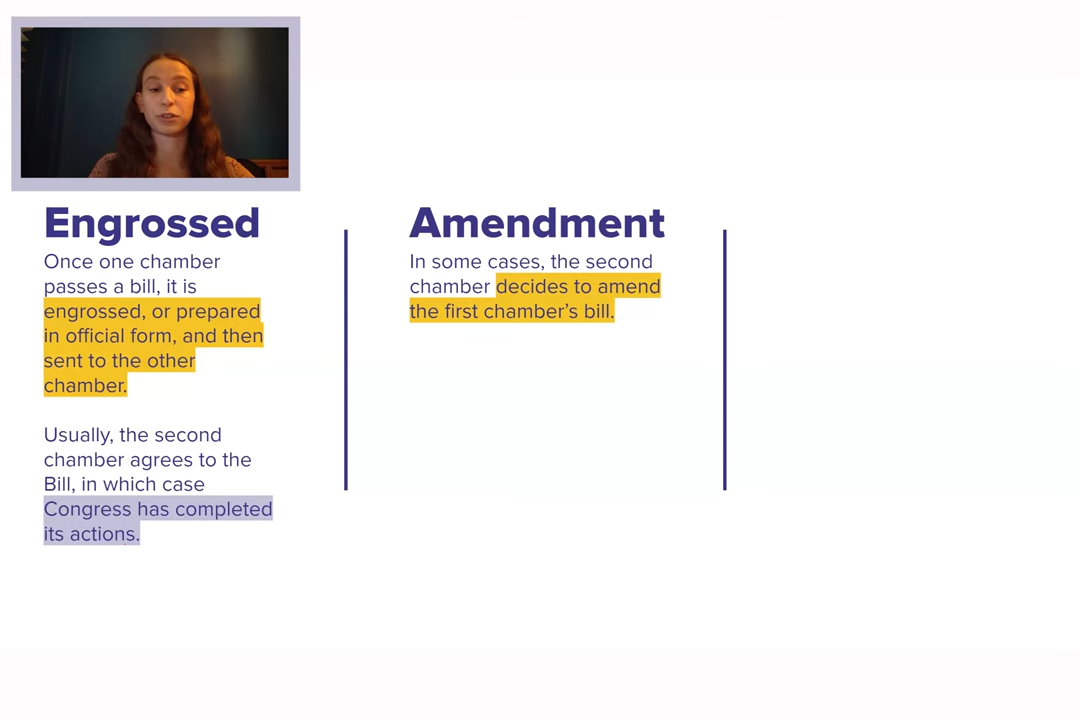 Engrossed
Once one chamber
passes a bill, it is
engrossed, or prepared
in official form, and then
sent to the other
chamber.
Usually, the second
chamber agrees to the
Bill, in which case
Congress has completed
its actions.
Amendment
In some cases, the second
chamber decides to amend
the first chamber’s bill.